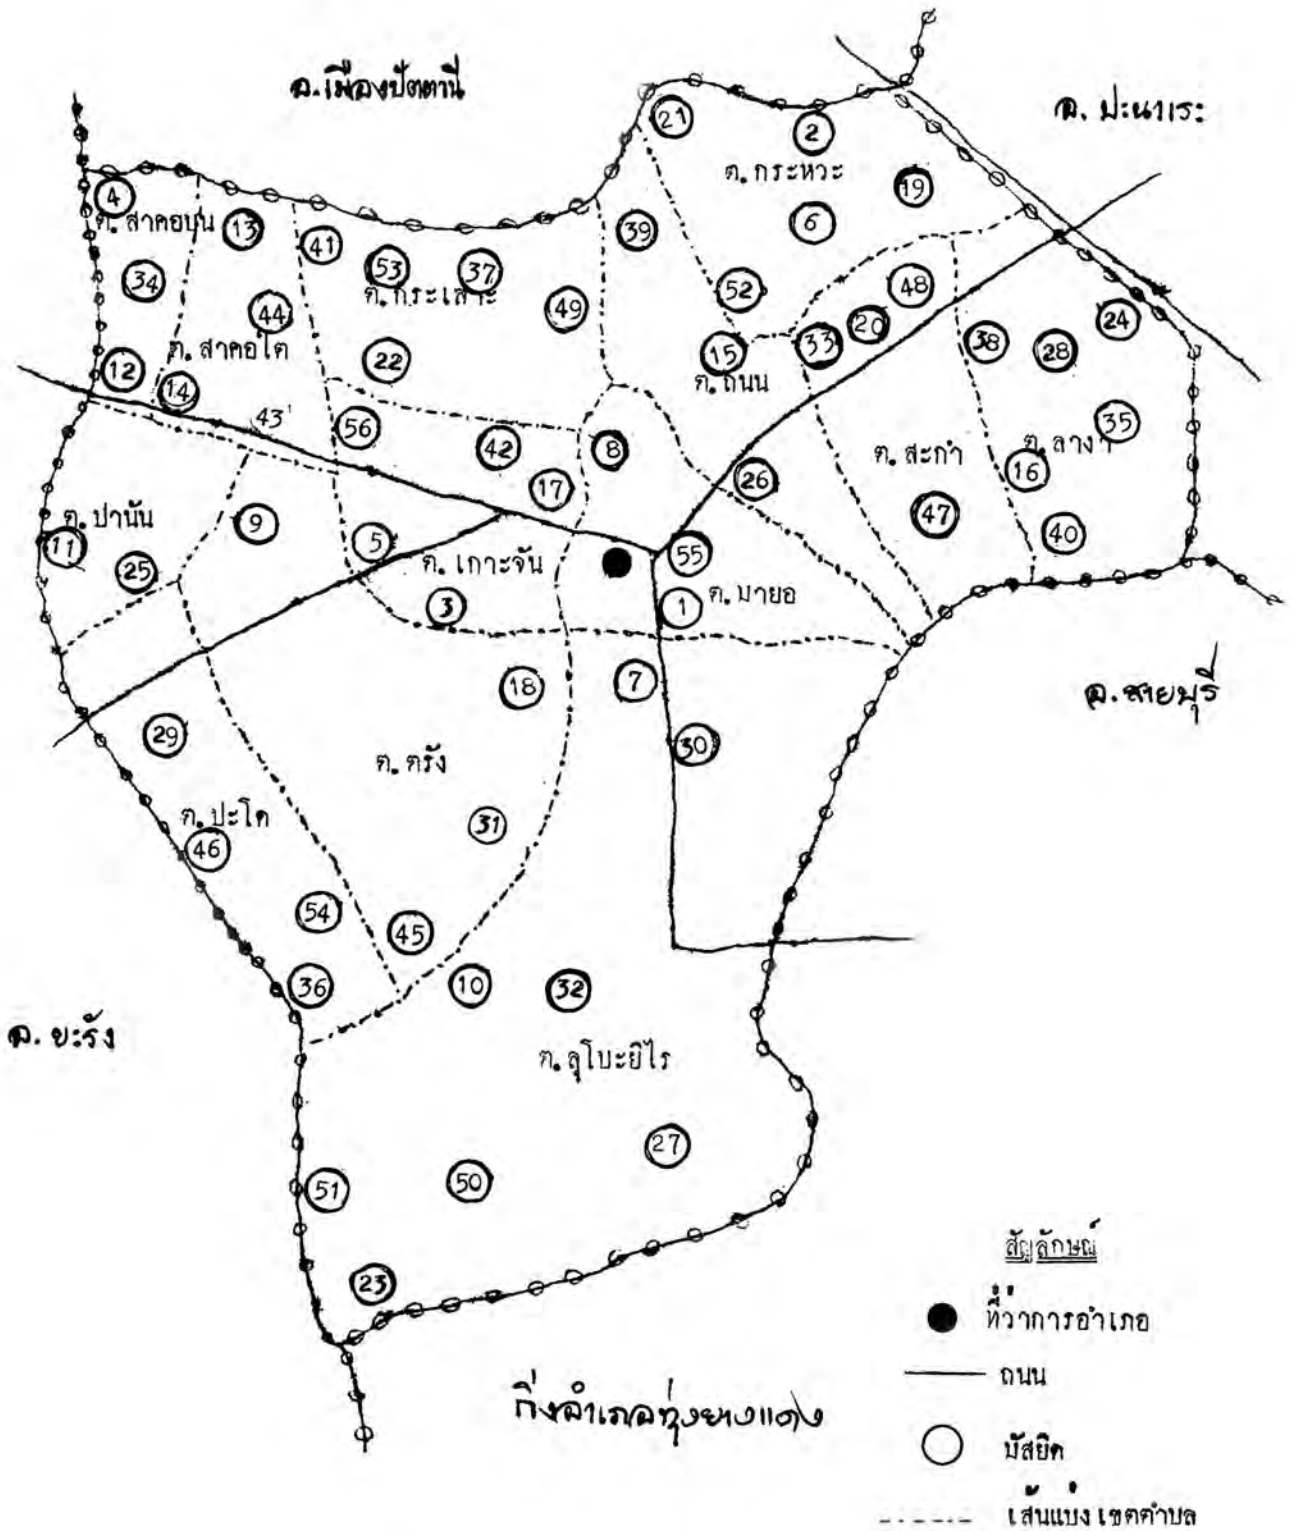 อ.เมืองปัตตานี
อ. ปะนาเระ
21
2
ต. กระหวะ
4
19
ต. สาคอบน
13
41
39
6
34
53
37
ต. กระเสาะ
52
48
44
49
24
ต. สาคอใต้
22
15
33
20
38
28
12
14
ต. ถนน
43
56
42
8
35
ต. สะกำ
ต. ลางา
16
17
26
ต. ปานัน
9
47
11
5
55
40
25
ต. เกาะจัน
3
1
ต. มายอ
18
7
อ. สายบุรี
29
30
ต. ตรัง
ต. ปะโด
31
46
54
45
36
10
32
อ. ยะรัง
ต. ลุโบะยิไร
27
51
50
23
สัญลักษณ์
ที่ว่าการอำเภอ
กิ่งอำเภอทุ่งยางแดง
ถนน
มัสยิด
เส้นแบ่งเขตตำบล